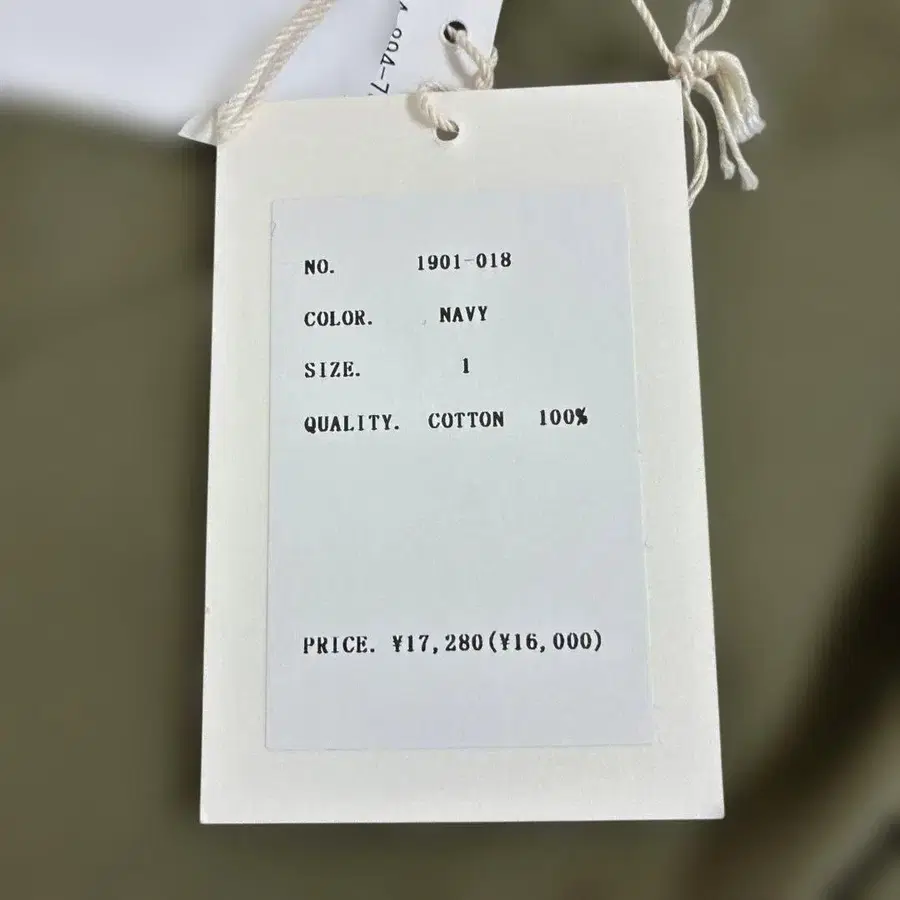 NO. 1901-018
COLOR. NAVY
SIZE. 1
QUALITY. COTTON 100%
PRICE. ¥17,280(¥16,000)